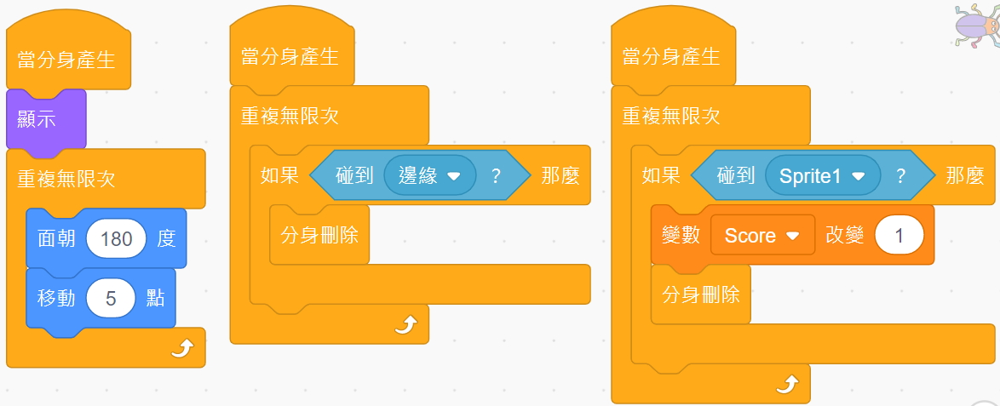 當分身產生
顯示
重複無限次
面朝 180 度
移動 5 點
當分身產生
重複無限次
如果 碰到 邊緣 ? 那麼
分身刪除
當分身產生
重複無限次
如果 碰到 Sprite1 ? 那麼
變數 Score 改變 1
分身刪除